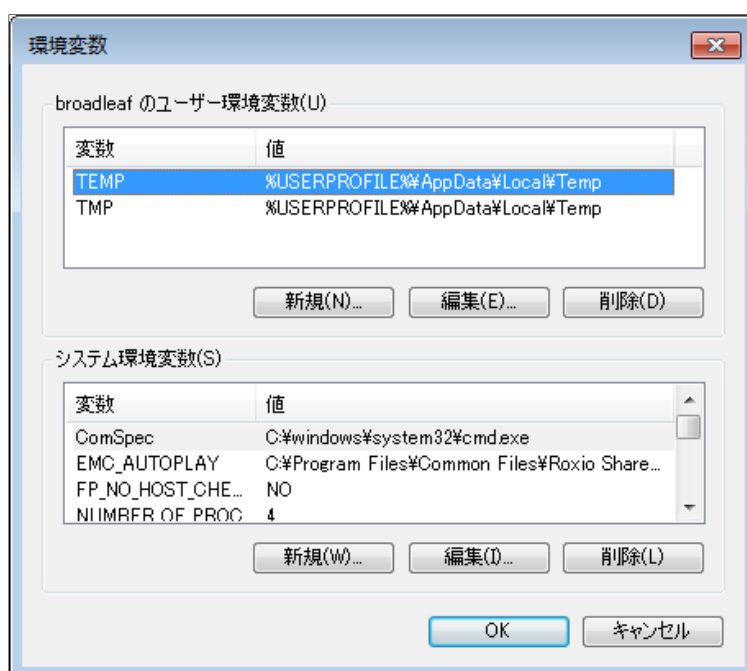 環境変数
broadleaf のユーザー環境変数(U)
変数 値
TEMP %USERPROFILE%¥AppData¥Local¥Temp
TMP %USERPROFILE%¥AppData¥Local¥Temp
新規(N)... 編集(E)... 削除(D)
システム環境変数(S)
変数 値
ComSpec C:¥windows¥system32¥cmd.exe
EMC_AUTOPLAY C:¥Program Files¥Common Files¥Roxio Share...
FP_NO_HOST_CHE... NO
NUMBER OF PROC 4
新規(W)... 編集(I)... 削除(L)
OK キャンセル